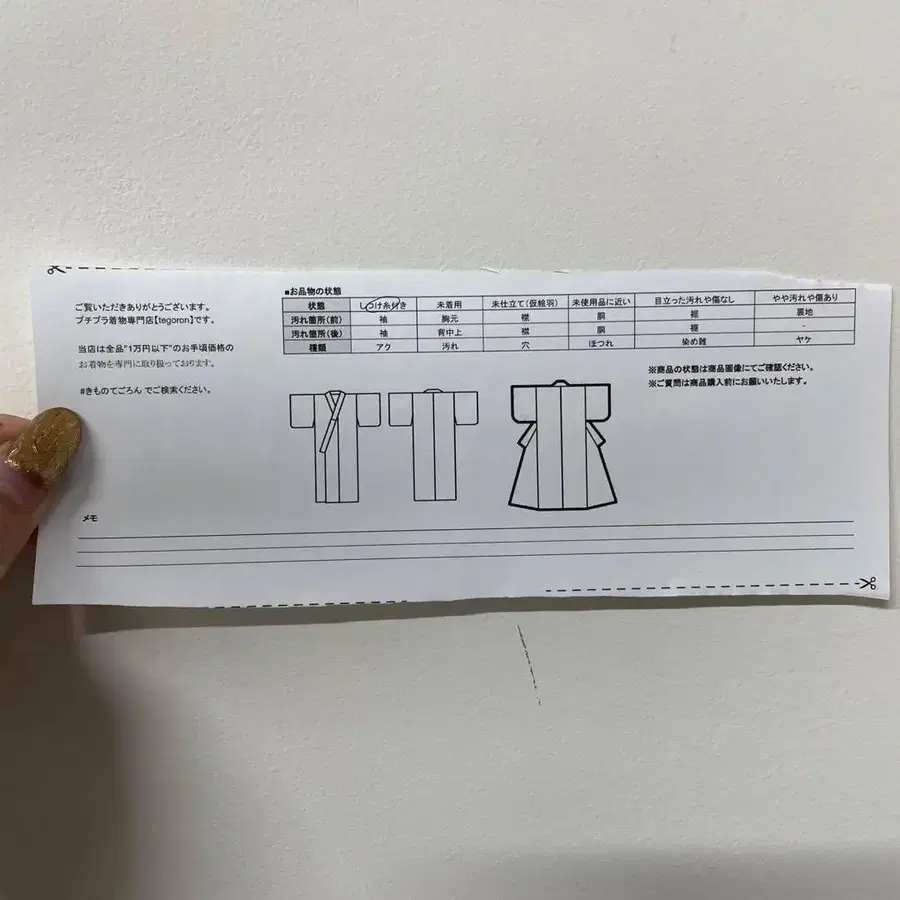 ご覧いただきありがとうございます。
プチプラ着物専門店【tegoron】です。
当店は全品"1万円以下"のお手頃価格の
お着物を専門に取り扱っております。
#きものてごろん でご検索ください。
■お品物の状態
状態 しつけ糸付き 未着用 未仕立て(仮絵羽) 未使用品に近い 目立った汚れや傷なし やや汚れや傷あり
汚れ箇所(前) 袖 胸元 襟 胴 裾 裏地
汚れ箇所(後) 袖 背中上 襟 胴 裾 -
種類 アク 汚れ 穴 ほつれ 染め難 ヤケ
※商品の状態は商品画像にてご確認ください。
※ご質問は商品購入前にお願いいたします。
メモ